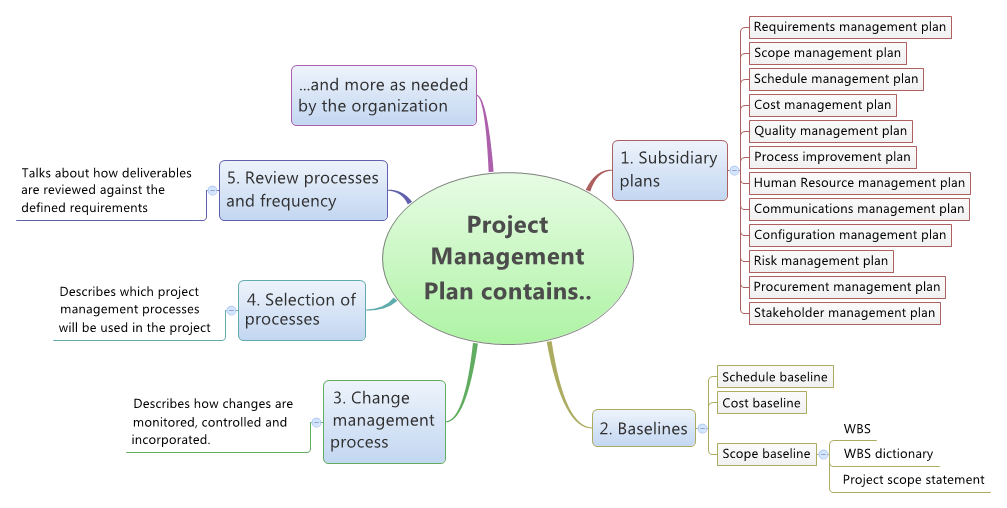 Project
Management
Plan contains..
1. Subsidiary
plans
Requirements management plan
Scope management plan
Schedule management plan
Cost management plan
Quality management plan
Process improvement plan
Human Resource management plan
Communications management plan
Configuration management plan
Risk management plan
Procurement management plan
Stakeholder management plan
2. Baselines
Schedule baseline
Cost baseline
Scope baseline
WBS
WBS dictionary
Project scope statement
3. Change
management
process
Describes how changes are
monitored, controlled and
incorporated.
4. Selection of
processes
Describes which project
management processes
will be used in the project
5. Review processes
and frequency
Talks about how deliverables
are reviewed against the
defined requirements
...and more as needed
by the organization